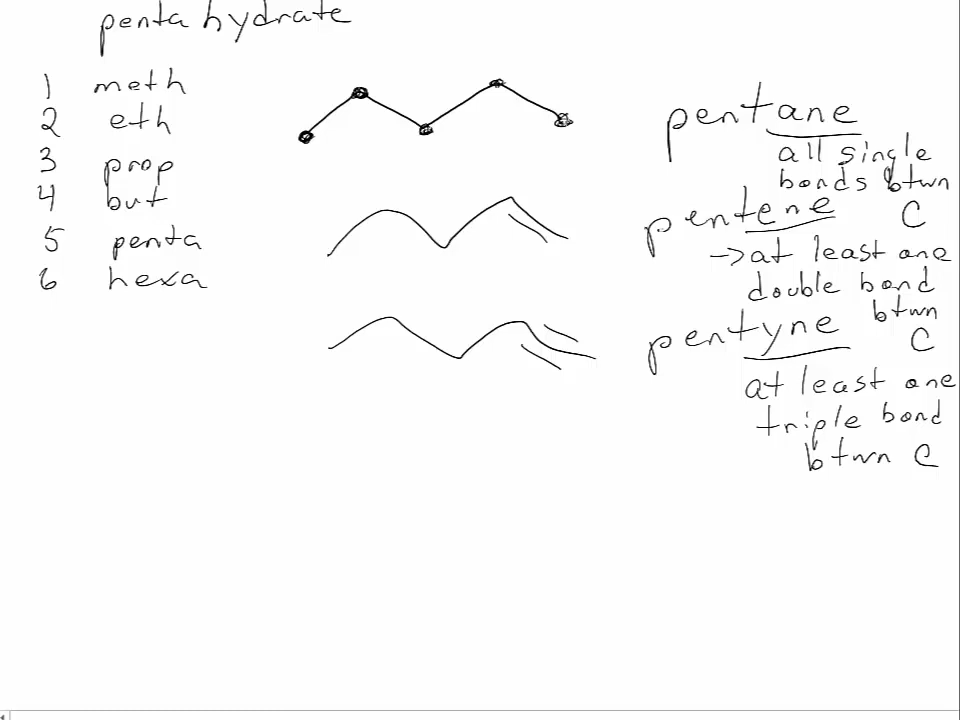 penta hydrate
1 meth
2 eth
3 prop
4 but
5 penta
6 hexa
pentane
all single
bonds btwn
C
pentene
→ at least one
double bond
btwn
C
pentyne
at least one
triple bond
btwn C